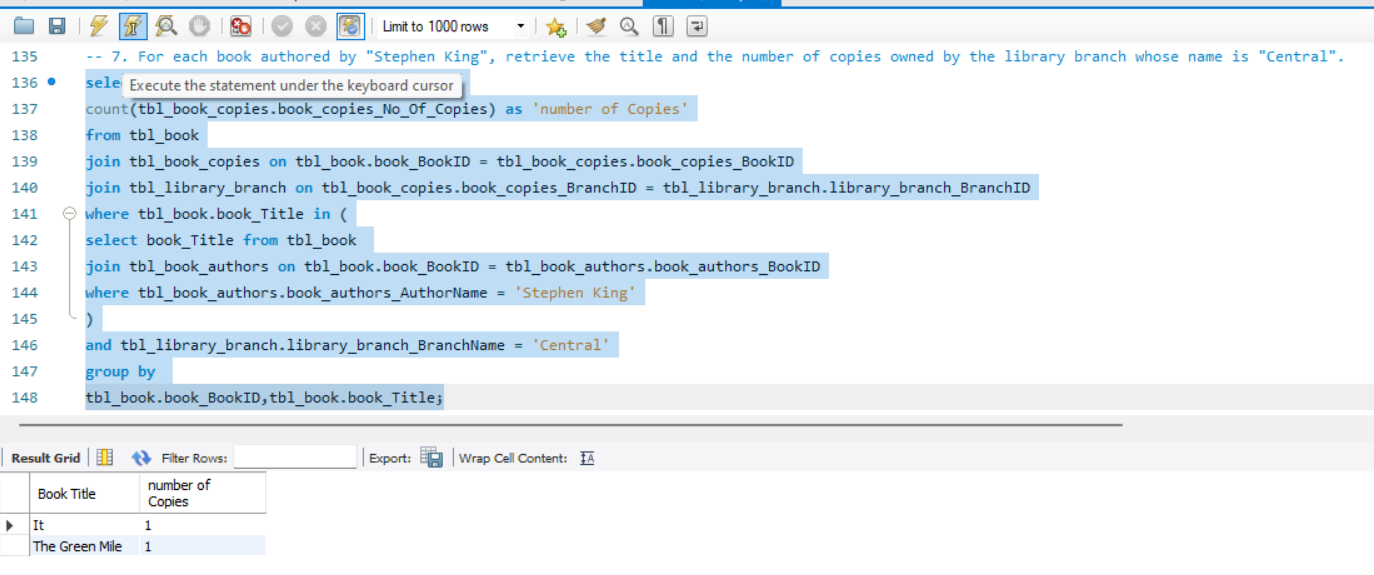 Limit to 1000 rows
135 -- 7. For each book authored by "Stephen King", retrieve the title and the number of copies owned by the library branch whose name is "Central".
136 sele
Execute the statement under the keyboard cursor
137 count(tbl_book_copies.book_copies_No_Of_Copies) as 'number of Copies'
138 from tbl_book
139 join tbl_book_copies on tbl_book.book_BookID = tbl_book_copies.book_copies_BookID
140 join tbl_library_branch on tbl_book_copies.book_copies_BranchID = tbl_library_branch.library_branch_BranchID
141 where tbl_book.book_Title in (
142 select book_Title from tbl_book
143 join tbl_book_authors on tbl_book.book_BookID = tbl_book_authors.book_authors_BookID
144 where tbl_book_authors.book_authors_AuthorName = 'Stephen King'
145 )
146 and tbl_library_branch.library_branch_BranchName = 'Central'
147 group by
148 tbl_book.book_BookID,tbl_book.book_Title;
Result Grid Filter Rows: Export: Wrap Cell Content:
Book Title number of
Copies
It 1
The Green Mile 1